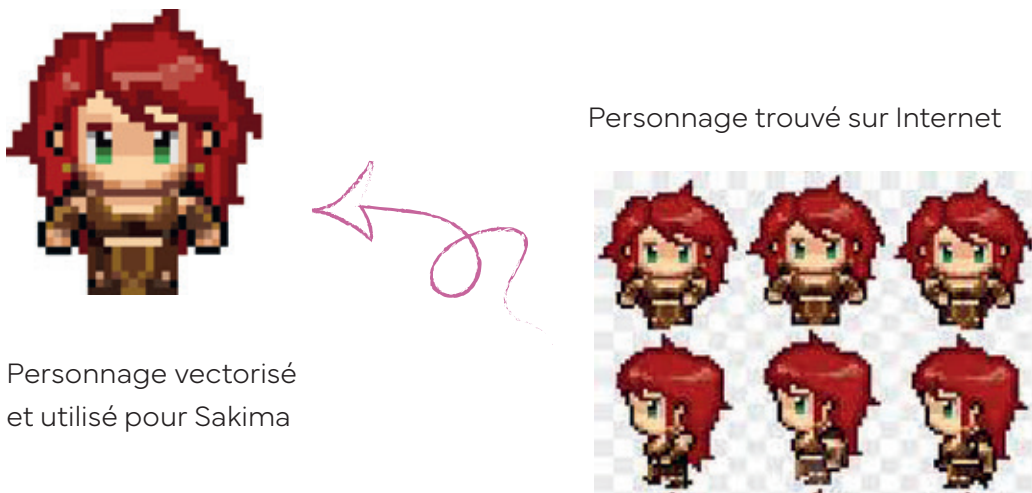 Personnage trouvé sur Internet
Personnage vectorisé
et utilisé pour Sakima